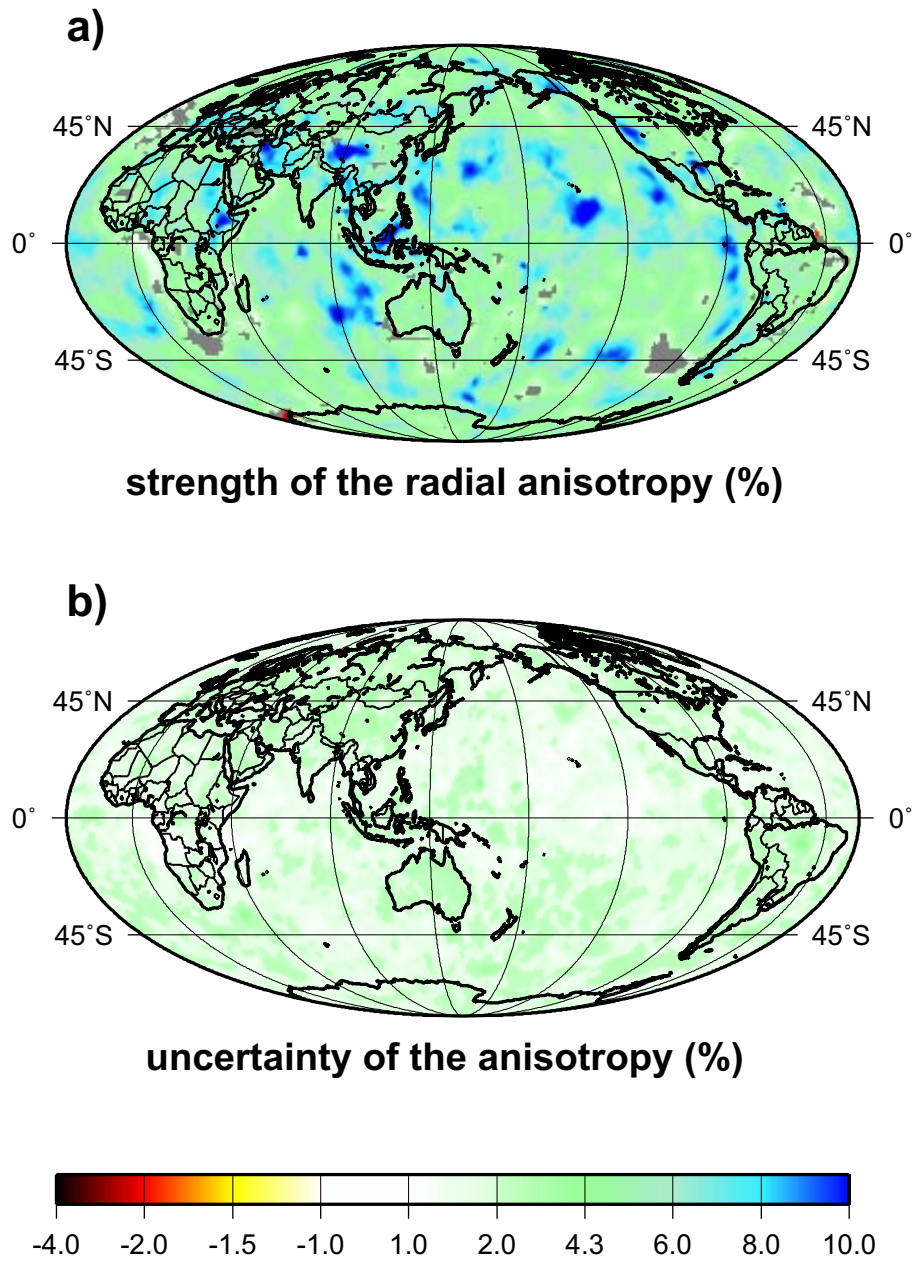 a)
45˚N 45˚N
0˚ 0˚
45˚S 45˚S
strength of the radial anisotropy (%)
b)
45˚N 45˚N
0˚ 0˚
45˚S 45˚S
uncertainty of the anisotropy (%)
-4.0 -2.0 -1.5 -1.0 1.0 2.0 4.3 6.0 8.0 10.0